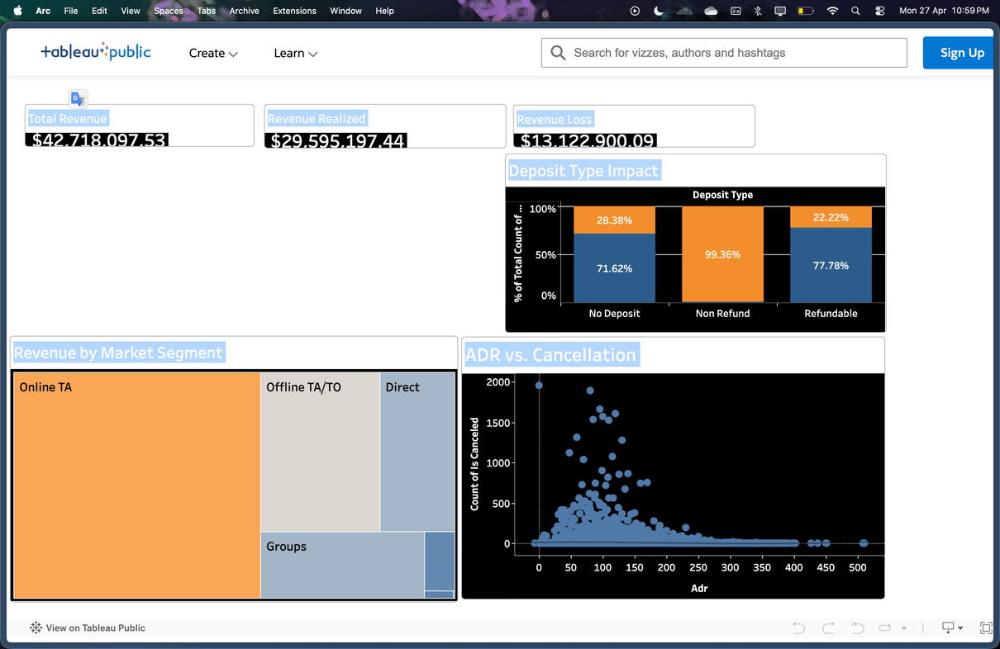 Arc File Edit View Spaces Tabs Archive Extensions Window Help Mon 27 Apr 10:59 PM
tableau public Create Learn Search for vizzes, authors and hashtags Sign Up
Total Revenue
$42,718,097.53
Revenue Realized
$29,595,197.44
Revenue Loss
$13,122,900.09
Deposit Type Impact
Deposit Type
% of Total Count of ...
100%
50%
0%
28.38%
71.62%
99.36%
22.22%
77.78%
No Deposit Non Refund Refundable
Revenue by Market Segment
Online TA
Offline TA/TO
Direct
Groups
ADR vs. Cancellation
Count of Is Canceled
2000
1500
1000
500
0
0 50 100 150 200 250 300 350 400 450 500
Adr
View on Tableau Public